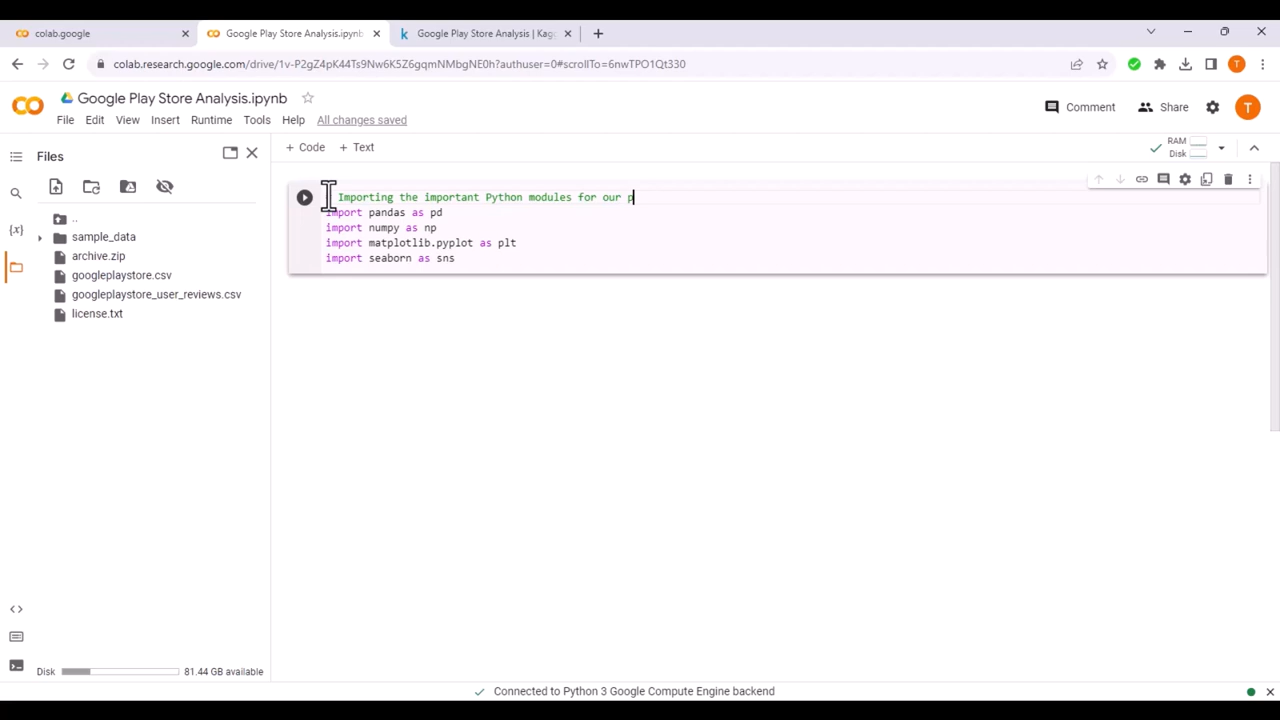 colab.google
Google Play Store Analysis.ipynb
Google Play Store Analysis | Kagg
colab.research.google.com/drive/1v-P2gZ4pK44Ts9Nw6K5Z6gqmNMbgNE0h?authuser=0#scrollTo=6nwTPO1Qt330
T
Google Play Store Analysis.ipynb
Comment
Share
T
File Edit View Insert Runtime Tools Help All changes saved
Files
+ Code + Text
RAM
Disk
..
sample_data
archive.zip
googleplaystore.csv
googleplaystore_user_reviews.csv
license.txt
Importing the important Python modules for our p
import pandas as pd
import numpy as np
import matplotlib.pyplot as plt
import seaborn as sns
{x}
Disk 81.44 GB available
Connected to Python 3 Google Compute Engine backend